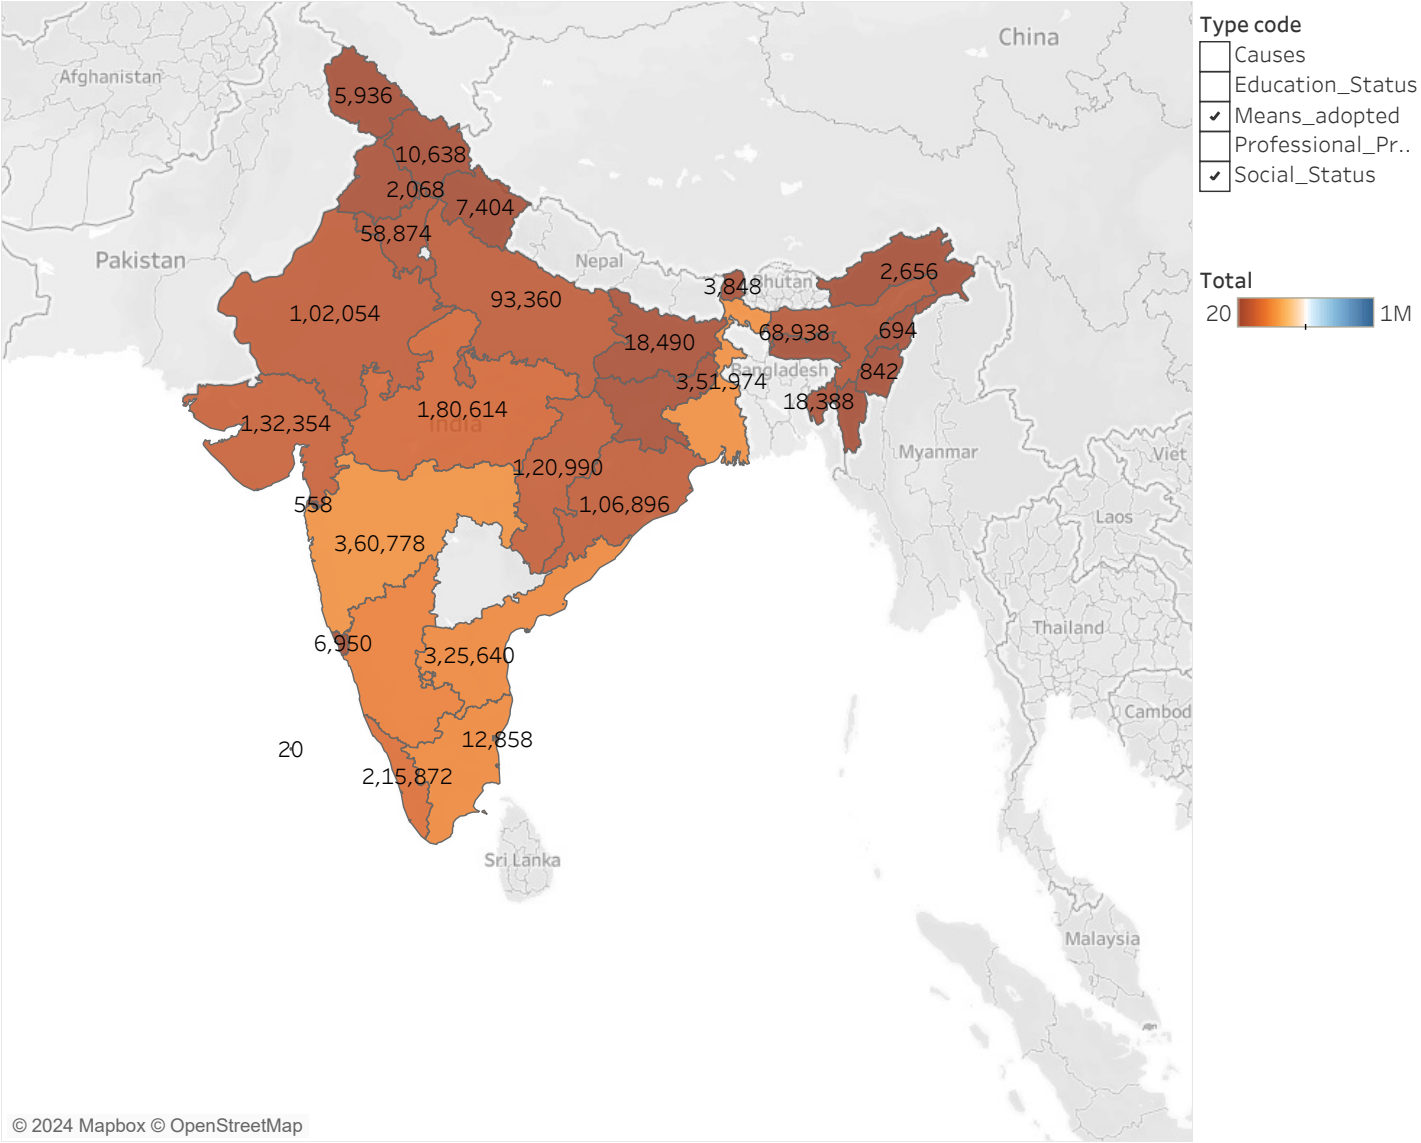 China
Afghanistan
5,936
10,638
2,068
7,404
58,874
Pakistan
Nepal
3,848
Bhutan
2,656
1,02,054
93,360
18,490
68,938
694
Bangladesh
842
3,51,974
18,388
1,32,354
1,80,614
India
Myanmar
Viet
1,20,990
558
1,06,896
Laos
3,60,778
Thailand
6,950
3,25,640
Cambod
20
12,858
2,15,872
Sri Lanka
Malaysia
© 2024 Mapbox © OpenStreetMap
Type code
Causes
Education_Status
Means_adopted
Professional_Pr..
Social_Status
Total
20 1M